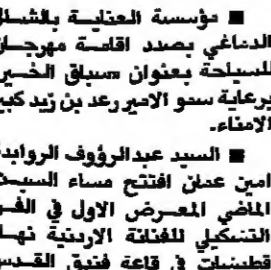 ■ مؤسسة العناية بالشلل
الدماغي بصدد اقامة مهرجان
للسباحة بعنوان سباق الخير
برعاية سمو الامير رعد بن زيد كبير
الامناء.
■ السيد عبدالرؤوف الروابدة
امين عمان افتتح مساء السبت
الماضي المعرض الاول في الفن
التشكيلي للفنانة الاردنية نهـا
في قاعة فندق القدس